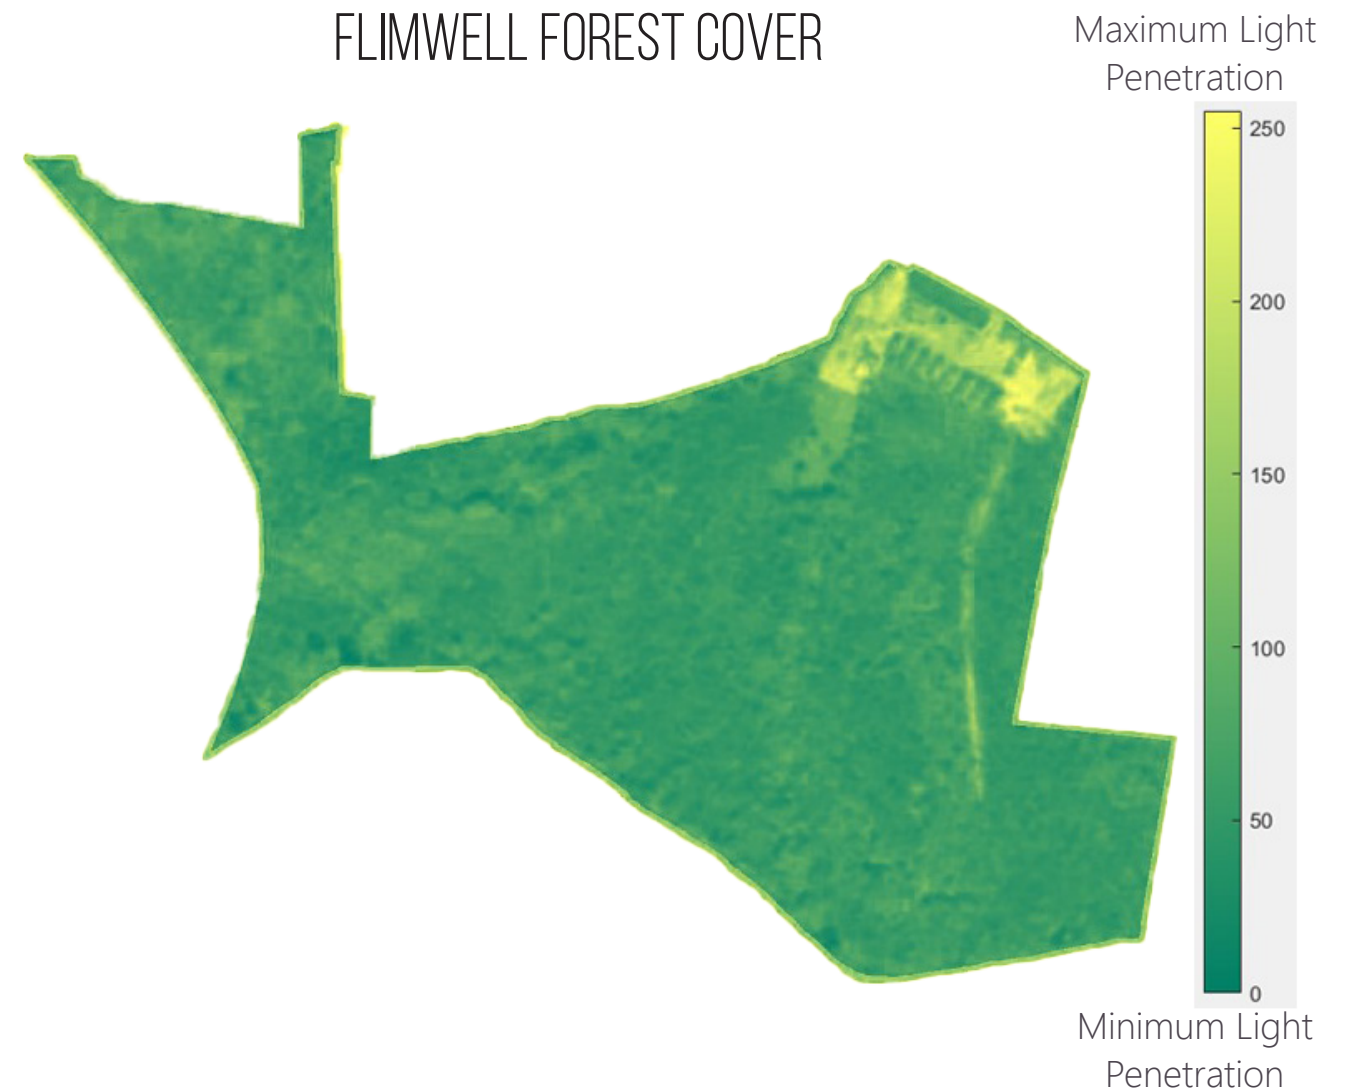 FLIMWELL FOREST COVER
Maximum Light
Penetration
250
200
150
100
50
0
Minimum Light
Penetration